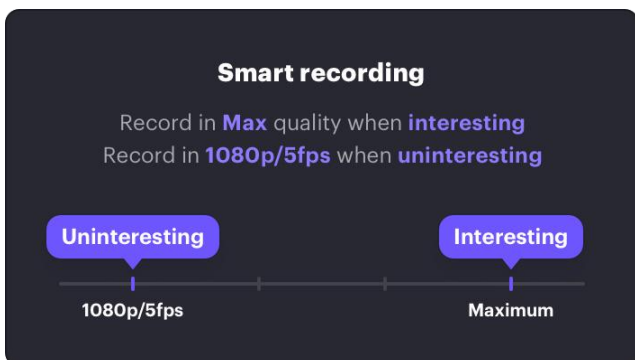 Smart recording
Record in Max quality when interesting
Record in 1080p/5fps when uninteresting
Uninteresting
Interesting
1080p/5fps
Maximum